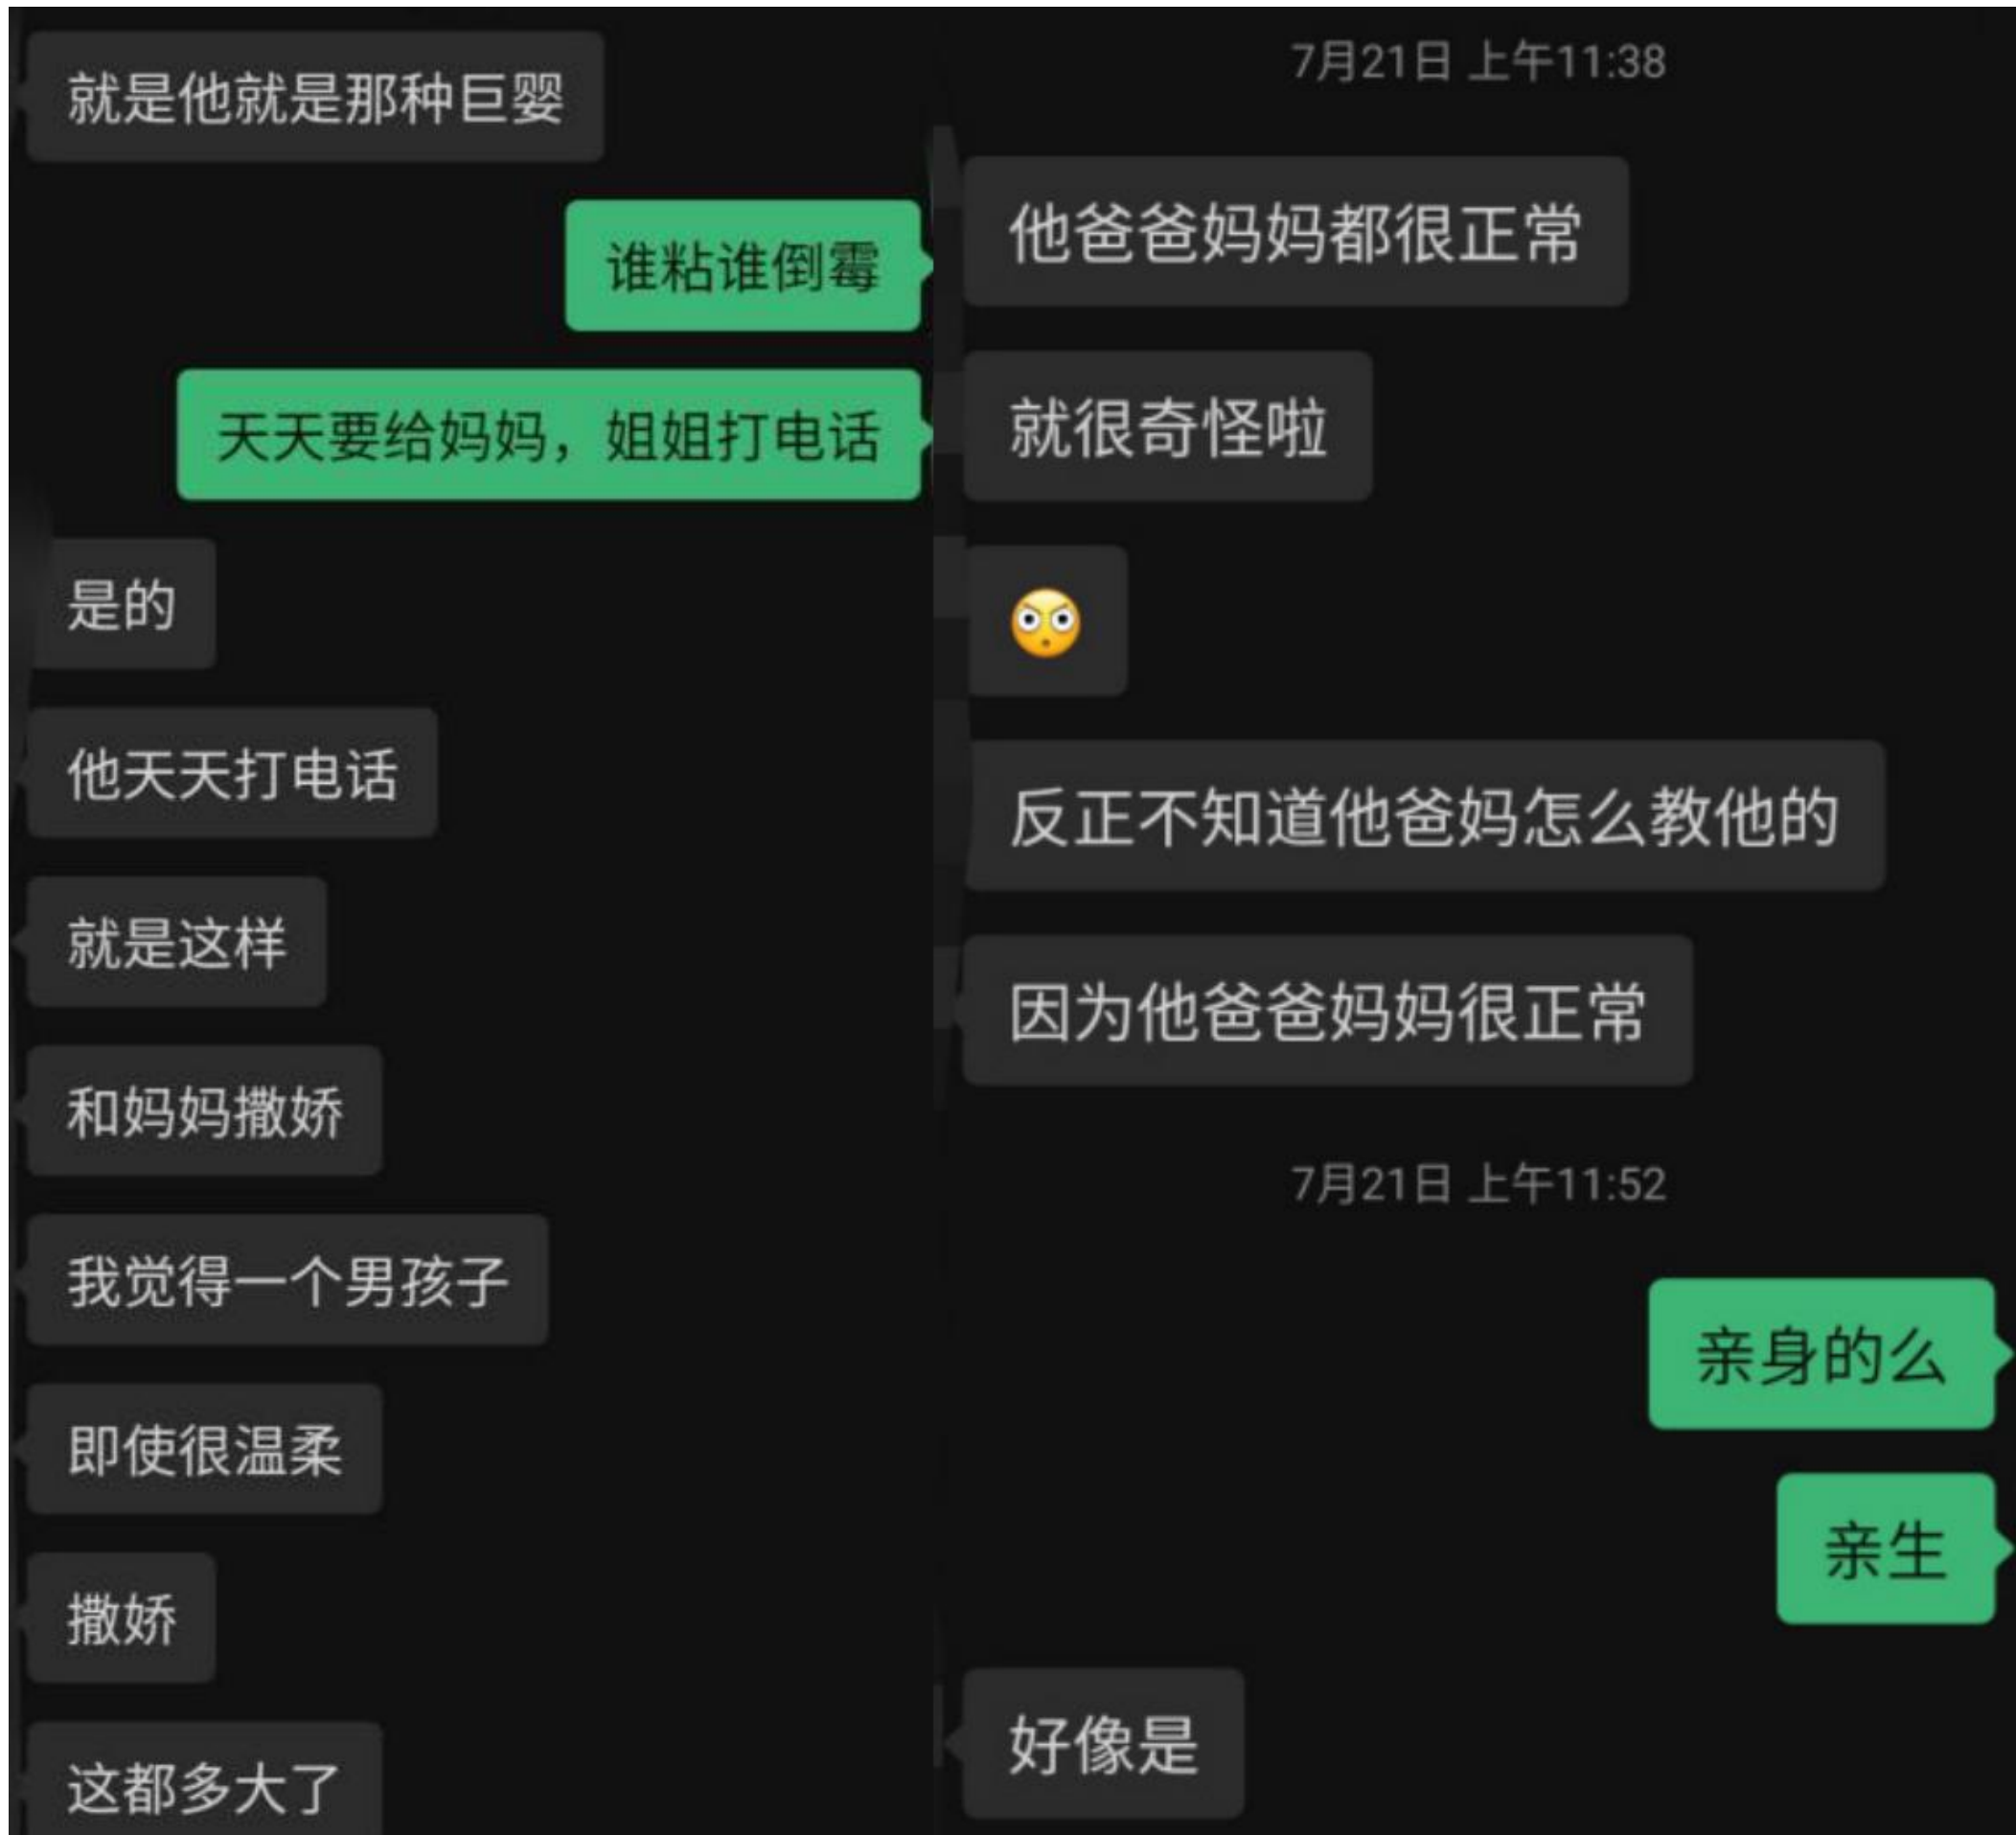 就是他就是那种巨婴
谁粘谁倒霉
天天要给妈妈，姐姐打电话
是的
他天天打电话
就是这样
和妈妈撒娇
我觉得一个男孩子
即使很温柔
撒娇
这都多大了
7月21日 上午11:38
他爸爸妈妈都很正常
就很奇怪啦
反正不知道他爸妈怎么教他的
因为他爸爸妈妈很正常
7月21日 上午11:52
亲身的么
亲生
好像是